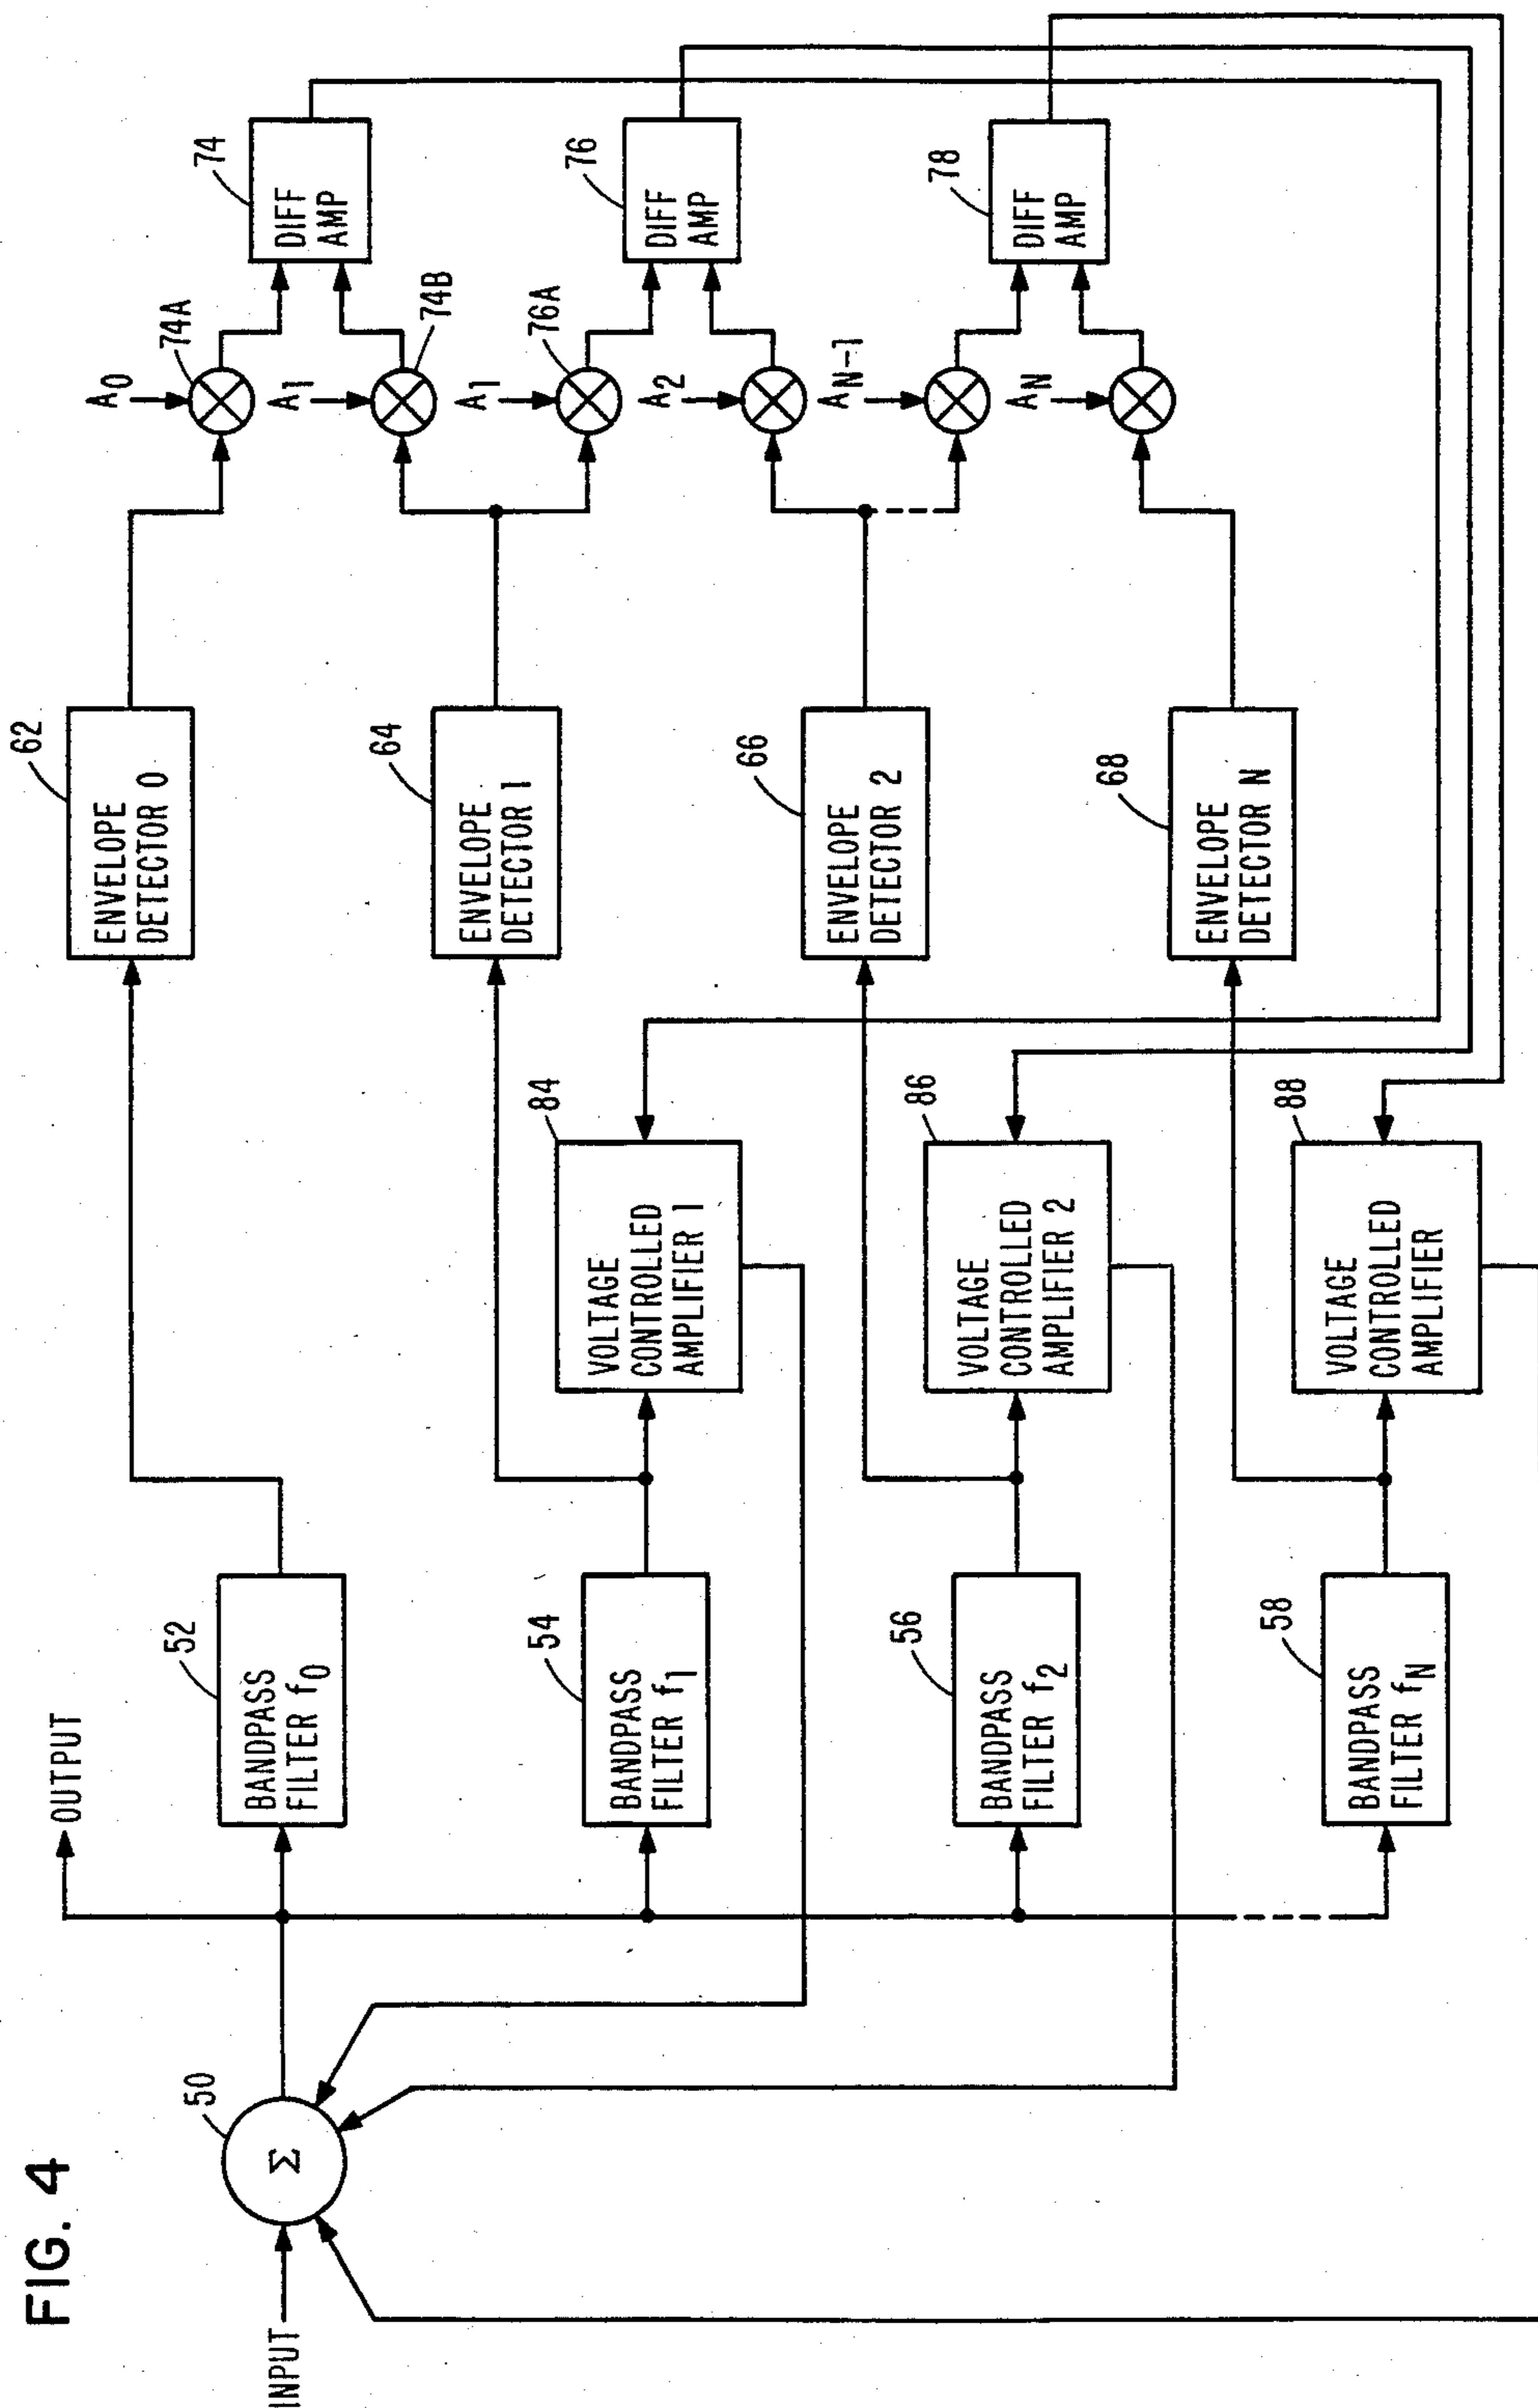 FIG. 4
INPUT
50
Σ
OUTPUT
52
BANDPASS
FILTER f0
54
BANDPASS
FILTER f1
56
BANDPASS
FILTER f2
58
BANDPASS
FILTER fN
84
VOLTAGE
CONTROLLED
AMPLIFIER 1
86
VOLTAGE
CONTROLLED
AMPLIFIER 2
88
VOLTAGE
CONTROLLED
AMPLIFIER
62
ENVELOPE
DETECTOR 0
64
ENVELOPE
DETECTOR 1
66
ENVELOPE
DETECTOR 2
68
ENVELOPE
DETECTOR N
A0
74A
A1
74B
A1
76A
A2
AN-1
AN
74
DIFF
AMP
76
DIFF
AMP
78
DIFF
AMP